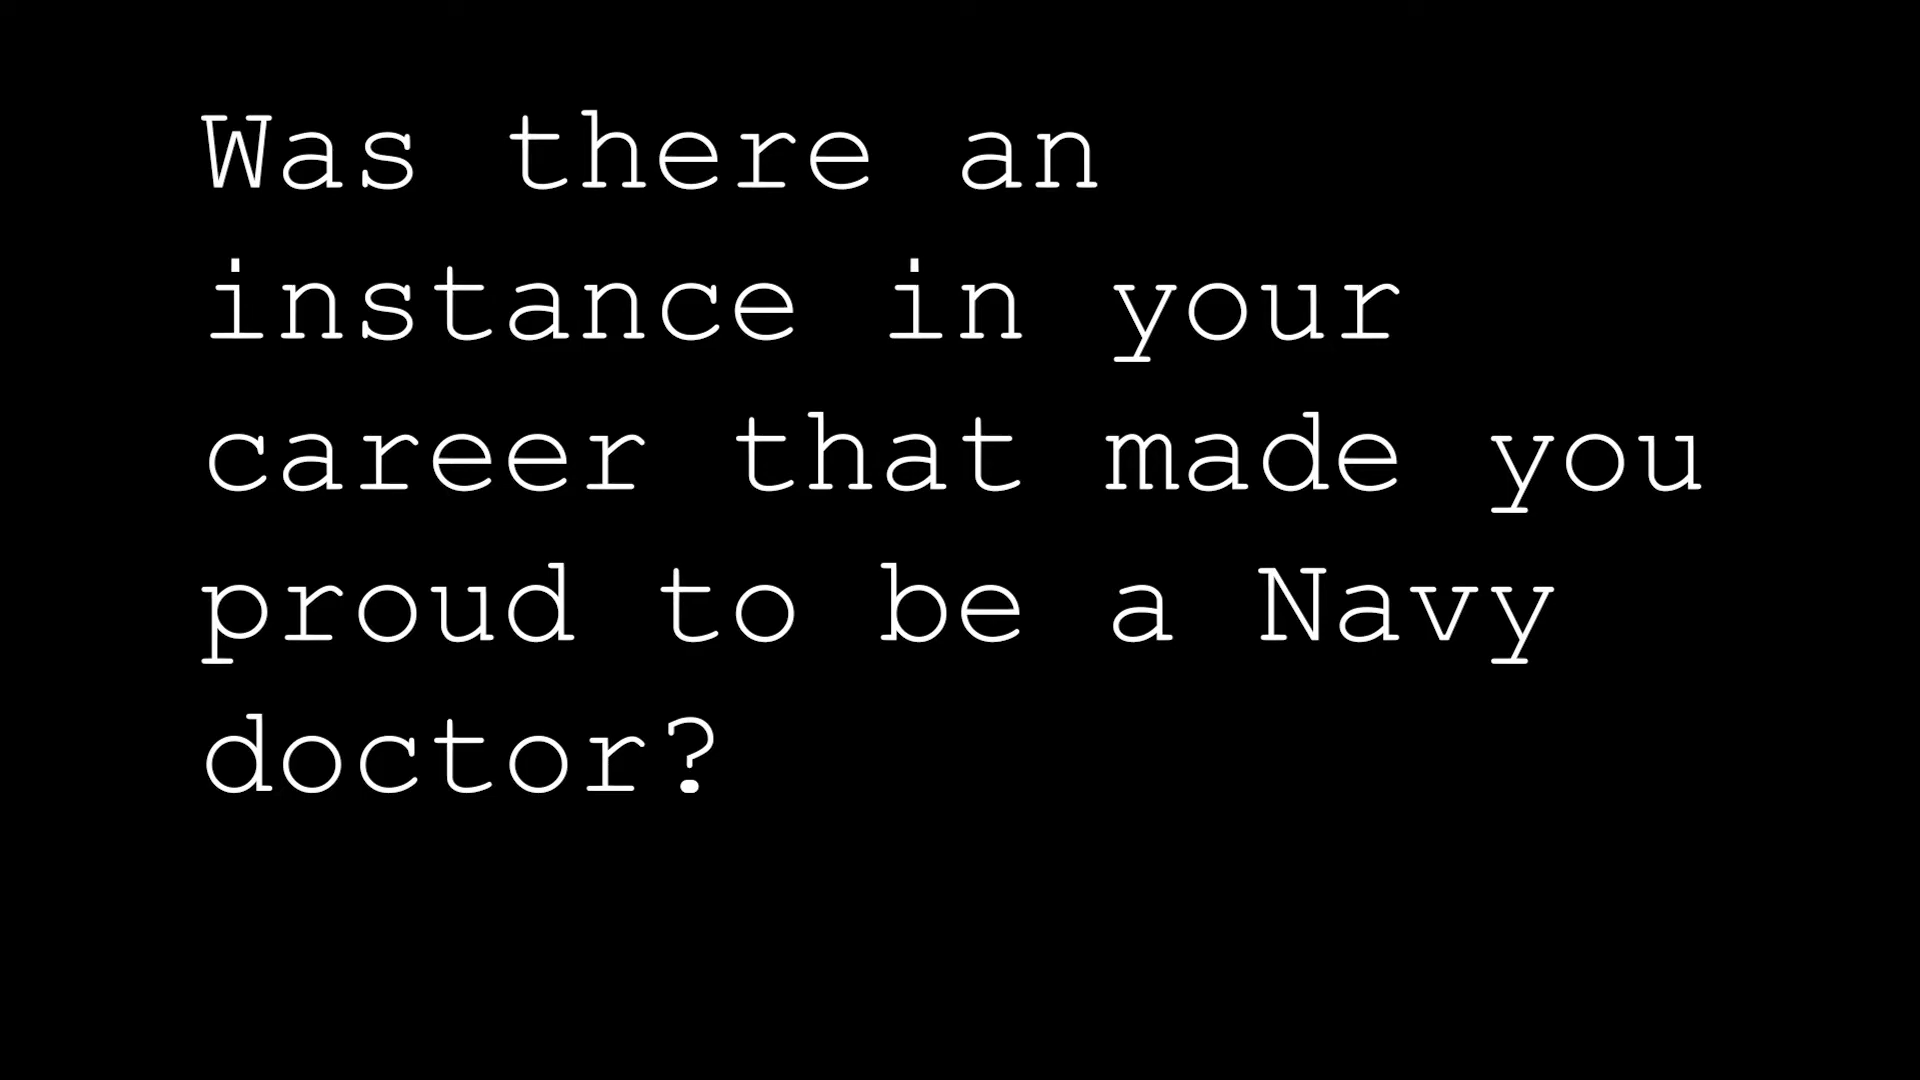 Was there an
instance in your
career that made you
proud to be a Navy
doctor?